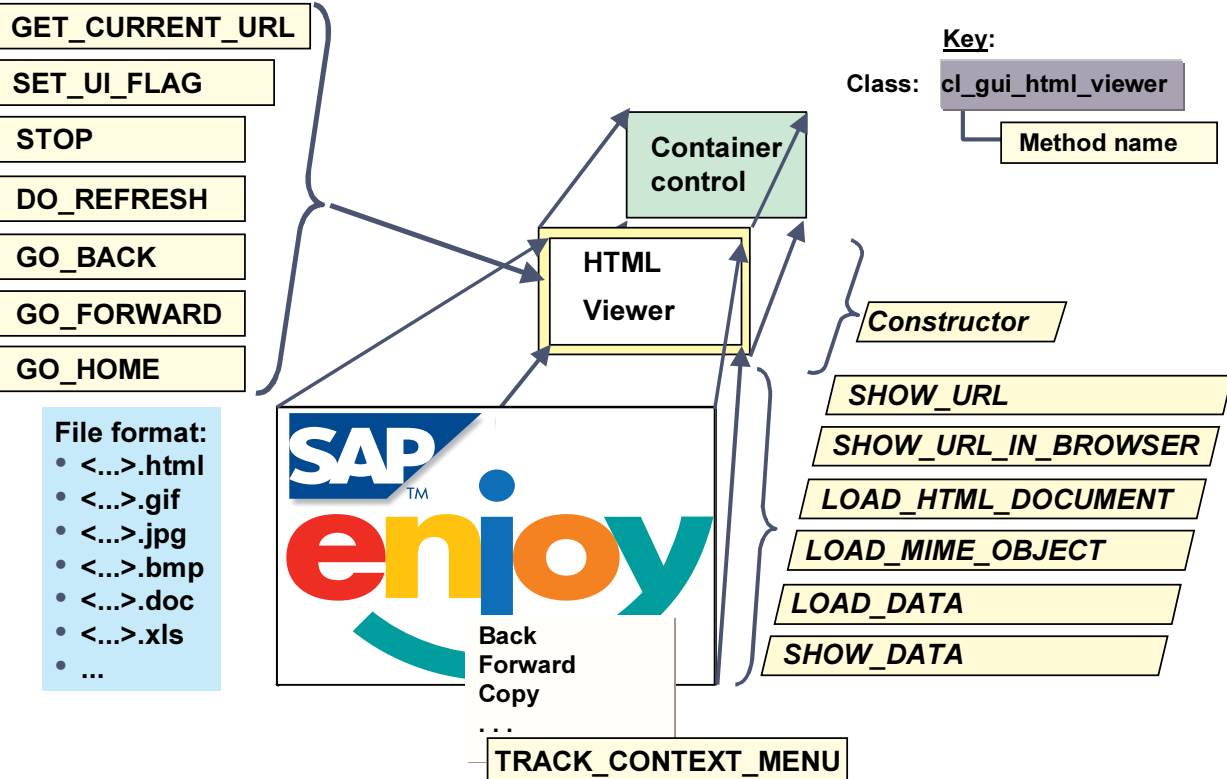 GET_CURRENT_URL
SET_UI_FLAG
STOP
DO_REFRESH
GO_BACK
GO_FORWARD
GO_HOME
File format:
• <...>.html
• <...>.gif
• <...>.jpg
• <...>.bmp
• <...>.doc
• <...>.xls
• ...
Container
control
HTML
Viewer
SAP
TM
enjoy
Back
Forward
Copy
. . .
TRACK_CONTEXT_MENU
Key:
Class: cl_gui_html_viewer
Method name
Constructor
SHOW_URL
SHOW_URL_IN_BROWSER
LOAD_HTML_DOCUMENT
LOAD_MIME_OBJECT
LOAD_DATA
SHOW_DATA